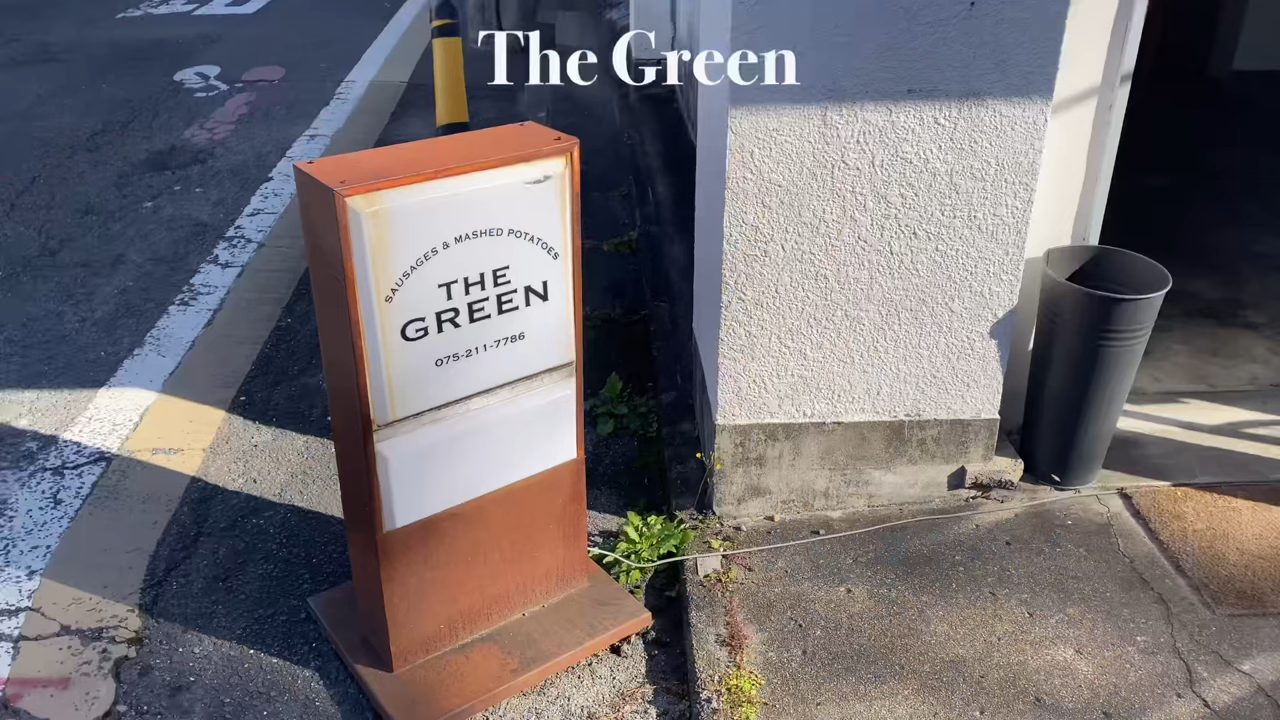 The Green
SAUSAGES & MASHED POTATOES
THE
GREEN
075-211-7786